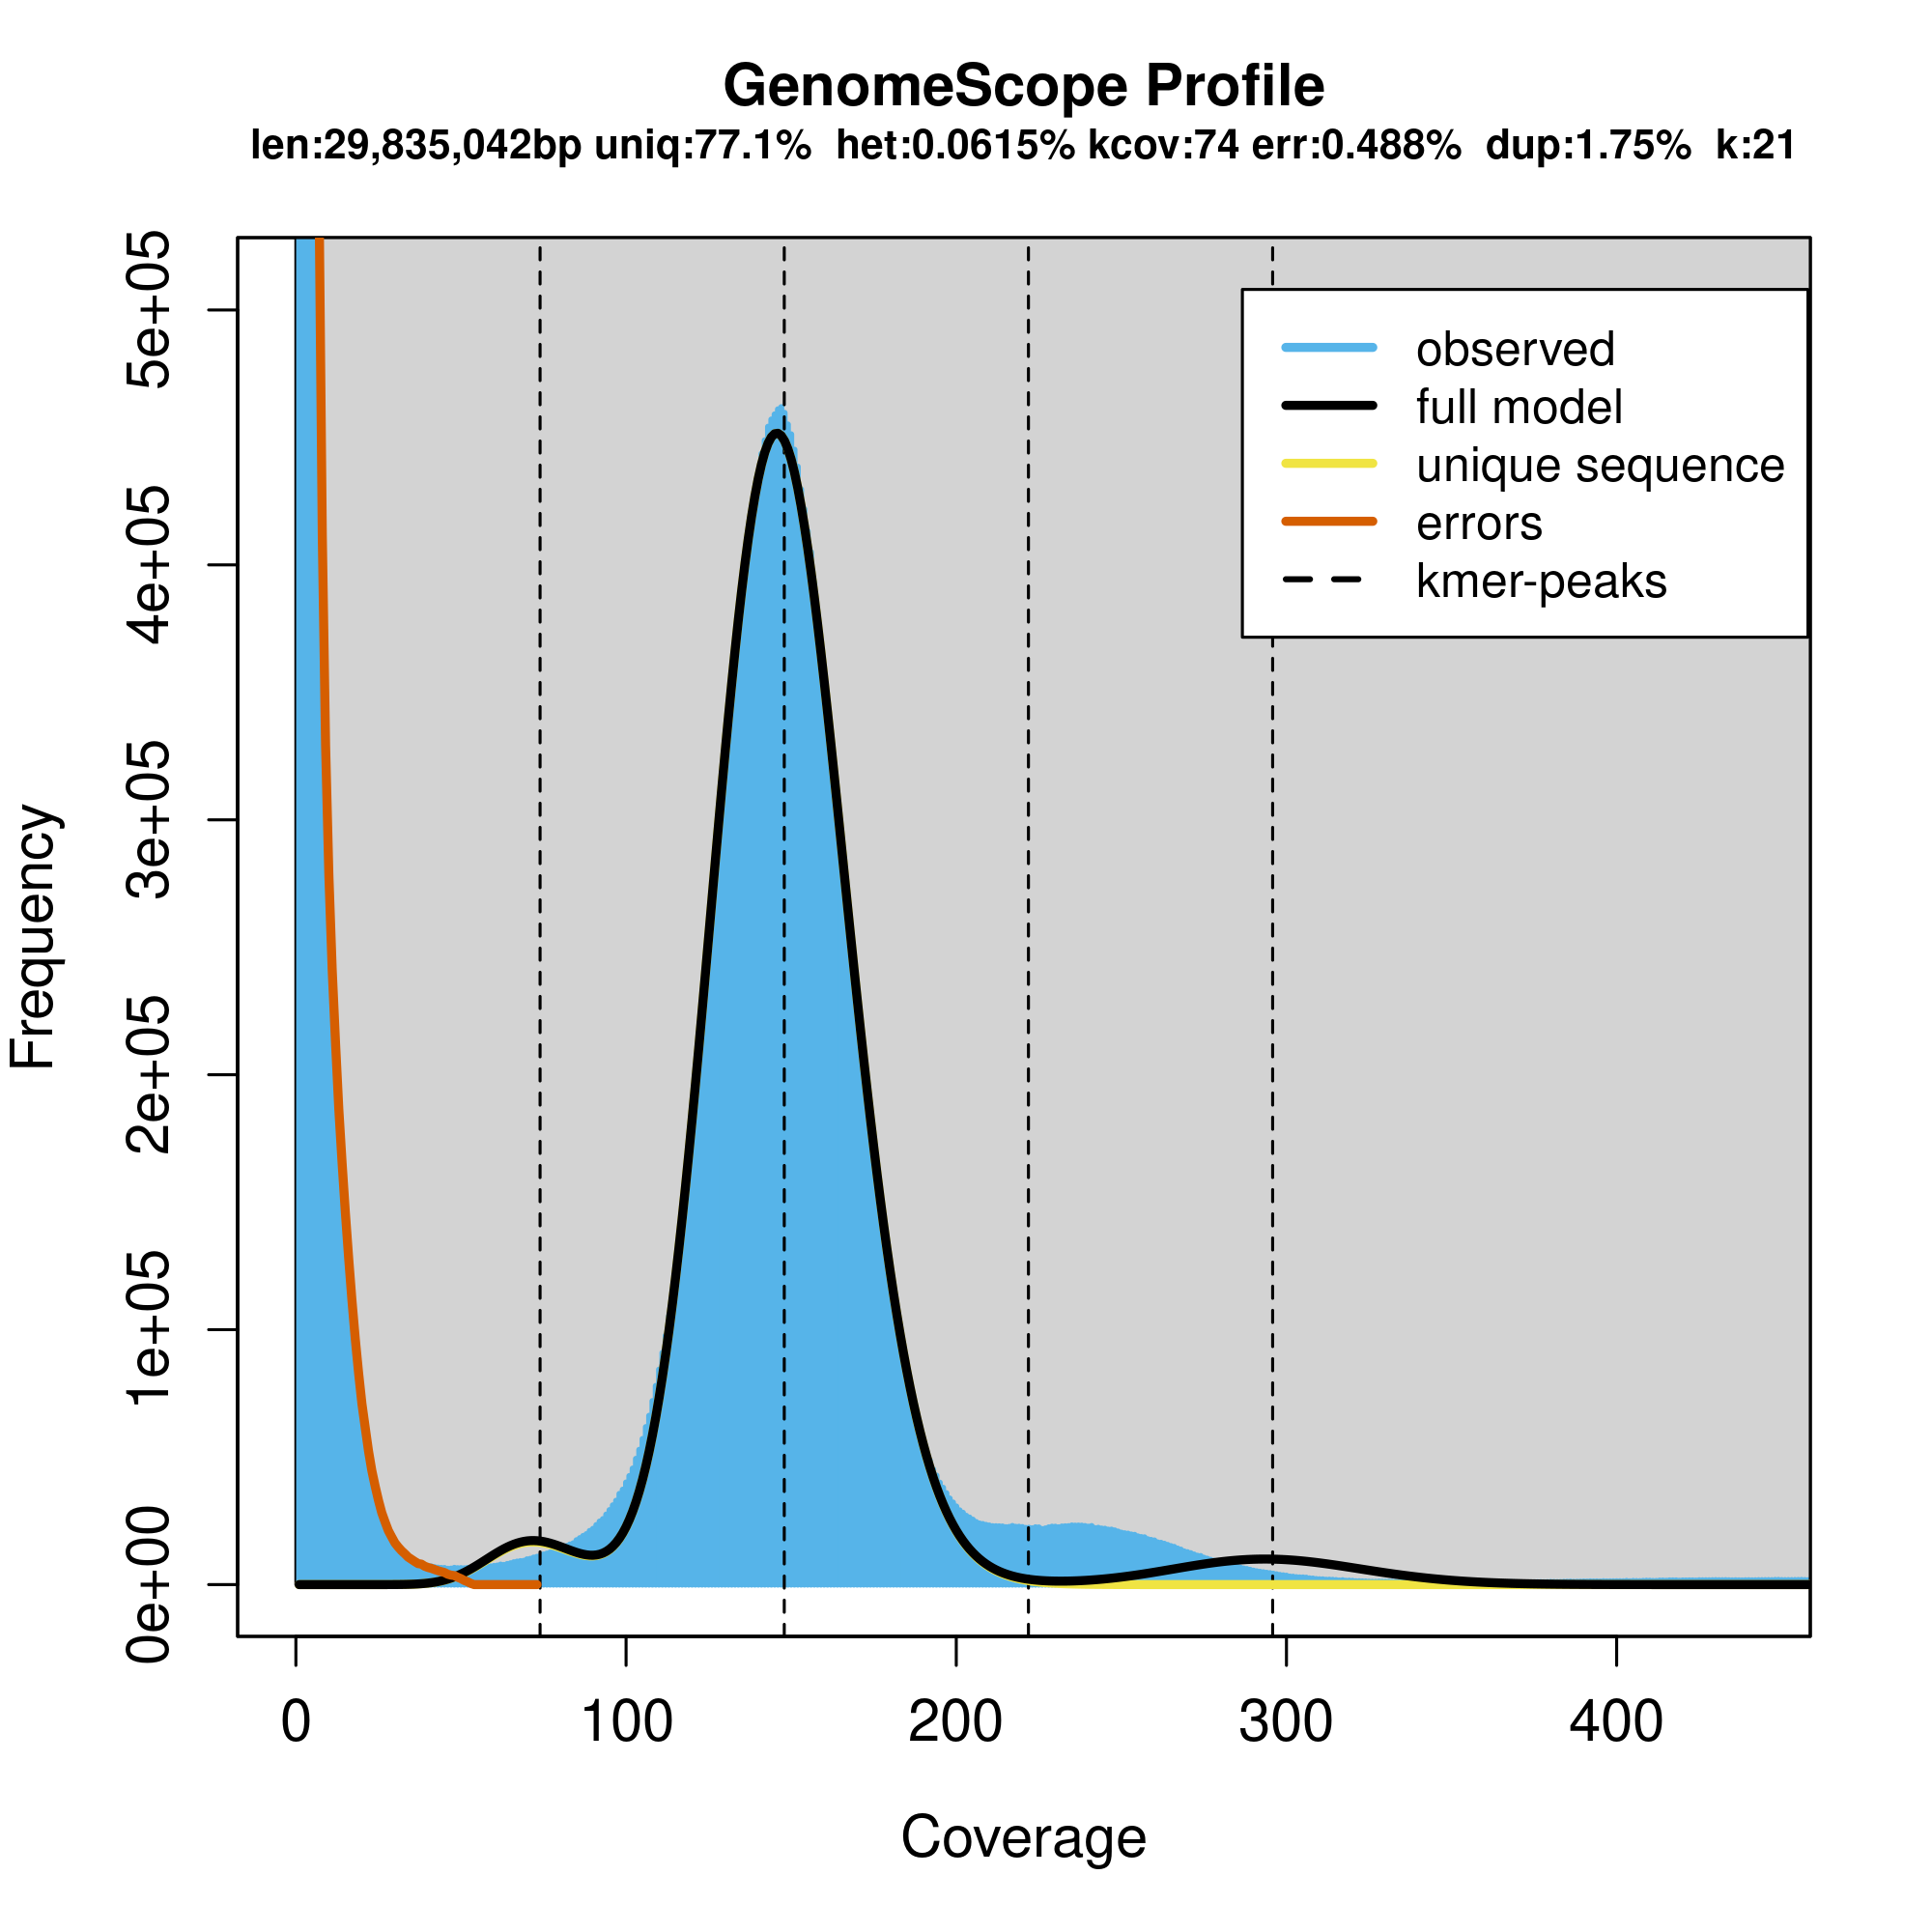 GenomeScope Profile
len:29,835,042bp uniq:77.1% het:0.0615% kcov:74 err:0.488% dup:1.75% k:21
observed
full model
unique sequence
errors
kmer-peaks
Frequency
5e+05
4e+05
3e+05
2e+05
1e+05
0e+00
0 100 200 300 400
Coverage